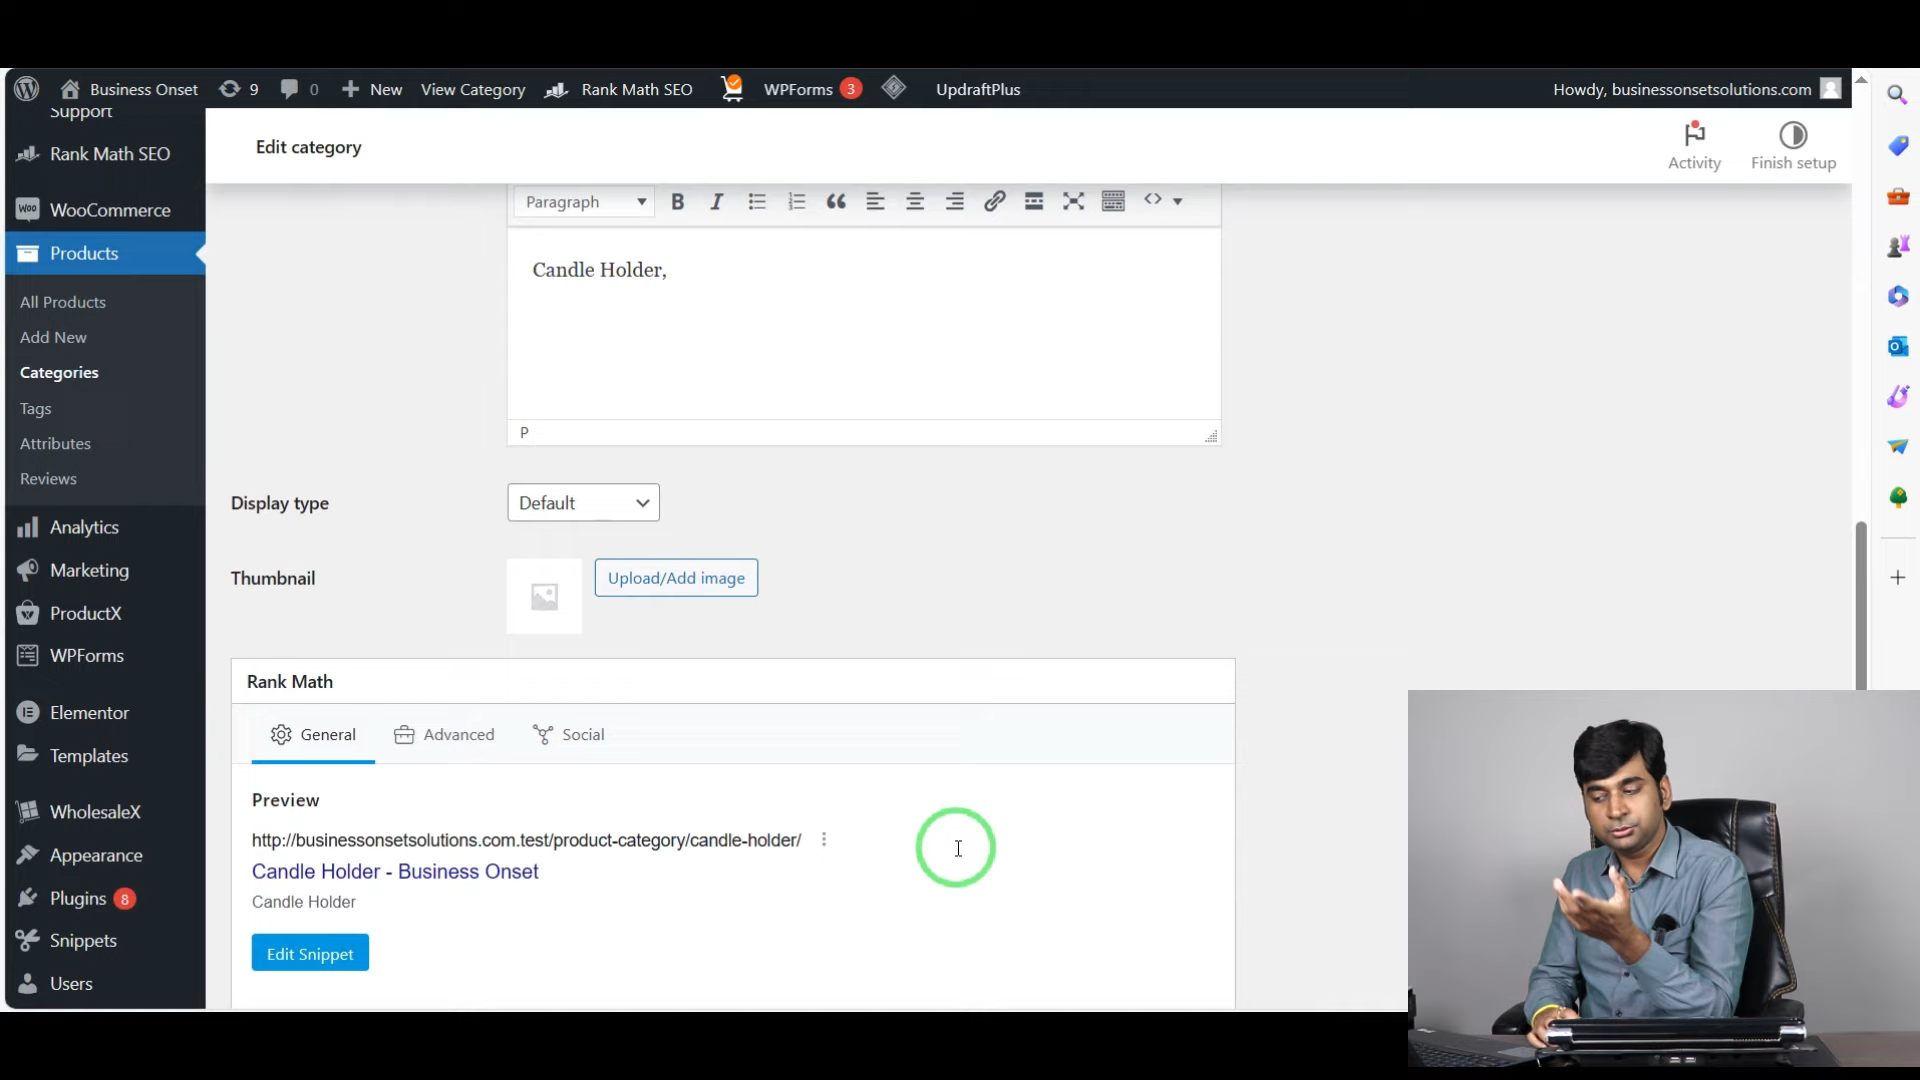 Business Onset 9 0 New View Category Rank Math SEO WPForms 3 UpdraftPlus Howdy, businessonsetsolutions.com
Support
Rank Math SEO
WooCommerce
Products
All Products
Add New
Categories
Tags
Attributes
Reviews
Analytics
Marketing
ProductX
WPForms
Elementor
Templates
WholesaleX
Appearance
Plugins 8
Snippets
Users
Edit category
Activity
Finish setup
Paragraph B I
Candle Holder,
P
Display type Default
Thumbnail Upload/Add image
Rank Math
General Advanced Social
Preview
http://businessonsetsolutions.com.test/product-category/candle-holder/
Candle Holder - Business Onset
Candle Holder
Edit Snippet